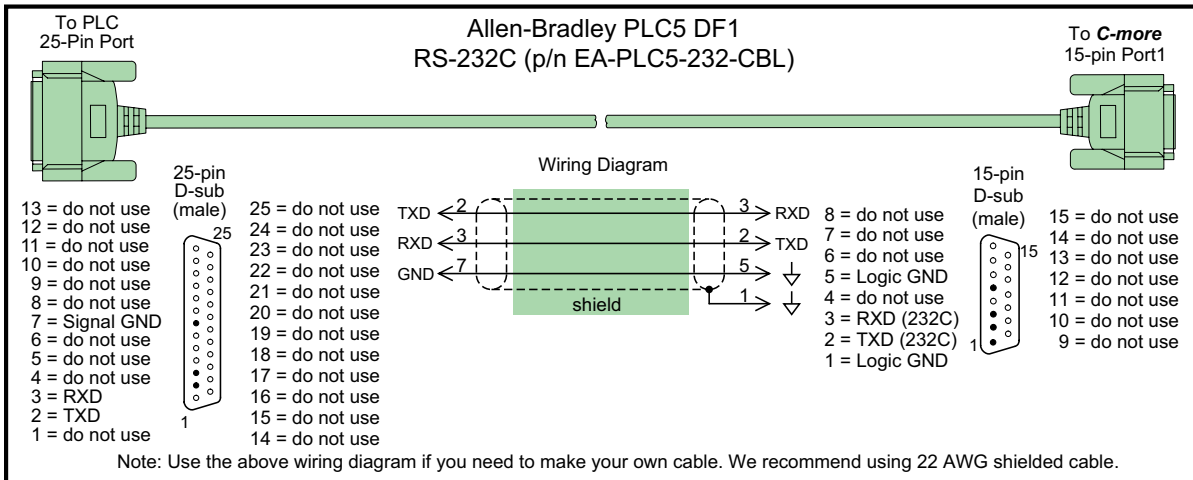 To PLC
25-Pin Port
Allen-Bradley PLC5 DF1
RS-232C (p/n EA-PLC5-232-CBL)
To C-more
15-pin Port1
25-pin
D-sub
(male)
13 = do not use
12 = do not use
11 = do not use
10 = do not use
9 = do not use
8 = do not use
7 = Signal GND
6 = do not use
5 = do not use
4 = do not use
3 = RXD
2 = TXD
1 = do not use
25
1
25 = do not use
24 = do not use
23 = do not use
22 = do not use
21 = do not use
20 = do not use
19 = do not use
18 = do not use
17 = do not use
16 = do not use
15 = do not use
14 = do not use
Wiring Diagram
TXD 2 3 RXD
RXD 3 2 TXD
GND 7 5
1
shield
8 = do not use
7 = do not use
6 = do not use
5 = Logic GND
4 = do not use
3 = RXD (232C)
2 = TXD (232C)
1 = Logic GND
15-pin
D-sub
(male)
15
1
15 = do not use
14 = do not use
13 = do not use
12 = do not use
11 = do not use
10 = do not use
9 = do not use
Note: Use the above wiring diagram if you need to make your own cable. We recommend using 22 AWG shielded cable.